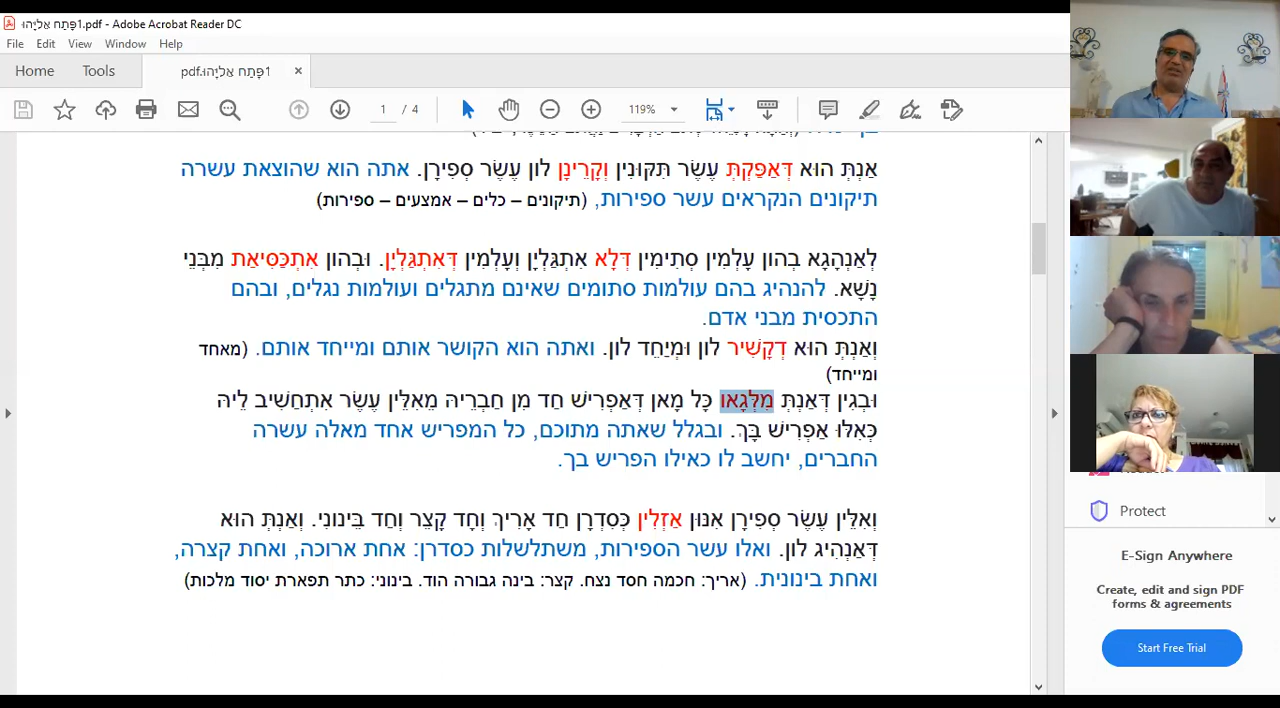 פָּתַח אֵלִיָּהוּ1.pdf - Adobe Acrobat Reader DC
File Edit View Window Help
Home Tools פָּתַח אֵלִיָּהוּ1.pdf ×
1 / 4 119%
אַנְתְּ הוּא דְּאַפַּקְתְּ עֶשֶׂר תִּקּוּנִין וְקָרֵינָן לוֹן עֶשֶׂר סְפִירָן. אתה הוא שהוצאת עשרה
תיקונים הנקראים עשר ספירות, (תיקונים – כלים – אמצעים – ספירות)
לְאַנְהָגָא בְהוֹן עָלְמִין סְתִימִין דְּלָא אִתְגַּלְיָן וְעָלְמִין דְּאִתְגַּלְיָן. וּבְהוֹן אִתְכַּסִּיאַת מִבְּנֵי
נָשָׁא. להנהיג בהם עולמות סתומים שאינם מתגלים ועולמות נגלים, ובהם
התכסית מבני אדם.
וְאַנְתְּ הוּא דְקָשִׁיר לוֹן וּמְיַחֵד לוֹן. ואתה הוא הקושר אותם ומייחד אותם. (מאחד
ומייחד)
וּבְגִין דְּאַנְתְּ מִלְּגָאו כָּל מָאן דְּאַפְרִישׁ חַד מִן חַבְרֵיהּ מֵאִלֵּין עֶשֶׂר אִתְחַשִׁיב לֵיהּ
כְּאִלּוּ אַפְרִישׁ בָּךְ. ובגלל שאתה מתוכם, כל המפריש אחד מאלה עשרה
החברים, יחשב לו כאילו הפריש בך.
וְאִלֵּין עֶשֶׂר סְפִירָן אִנּוּן אַזְלִין כְּסִדְרָן חַד אָרִיךְ וְחָד קָצֵר וְחַד בֵּינוֹנִי. וְאַנְתְּ הוּא
דְּאַנְהִיג לוֹן. ואלו עשר הספירות, משתלשלות כסדרן: אחת ארוכה, ואחת קצרה,
ואחת בינונית. (אריך: חכמה חסד נצח. קצר: בינה גבורה הוד. בינוני: כתר תפארת יסוד מלכות)
Protect
E-Sign Anywhere
Create, edit and sign PDF
forms & agreements
Start Free Trial